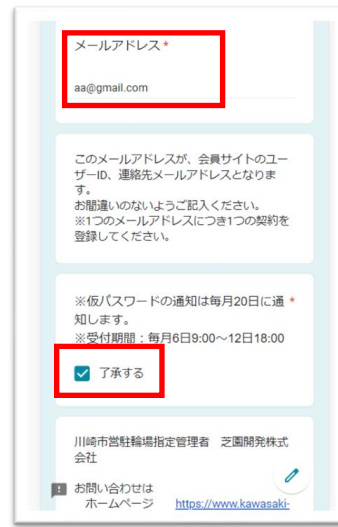 メールアドレス *
aa@gmail.com
このメールアドレスが、会員サイトのユー
ザーID、連絡先メールアドレスとなりま
す。
お間違いのないようご記入ください。
※1つのメールアドレスにつき1つの契約を
登録してください。
※仮パスワードの通知は毎月20日に通 *
知します。
※受付期間：毎月6日9:00～12日18:00
了承する
川崎市営駐輪場指定管理者　芝園開発株式
会社
お問い合わせは
ホームページ　https://www.kawasaki-